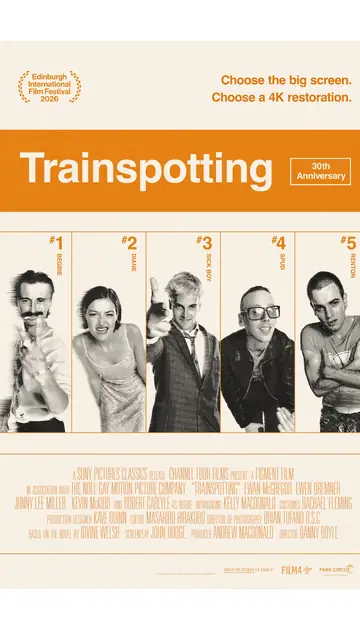 Edinburgh
International
Film Festival
2026
Choose the big screen.
Choose a 4K restoration.
Trainspotting
30th
Anniversary
#1
BEGBIE
#2
DIANE
#3
SICK BOY
#4
SPUD
#5
RENTON
A SONY PICTURES CLASSICS RELEASE CHANNEL FOUR FILMS PRESENT A FIGMENT FILM
IN ASSOCIATION WITH THE NOEL GAY MOTION PICTURE COMPANY "TRAINSPOTTING" EWAN McGREGOR EWEN BREMNER
JONNY LEE MILLER KEVIN McKIDD AND ROBERT CARLYLE AS BEGBIE INTRODUCING KELLY MACDONALD COSTUMES RACHAEL FLEMING
PRODUCTION DESIGNER KAVE QUINN EDITOR MASAHIRO HIRAKUBO DIRECTOR OF PHOTOGRAPHY BRIAN TUFANO B.S.C
BASED ON THE NOVEL BY IRVINE WELSH SCREENPLAY JOHN HODGE PRODUCER ANDREW MACDONALD DIRECTOR DANNY BOYLE
SONY PICTURES CLASSICS FILM4 PARK CIRCUS